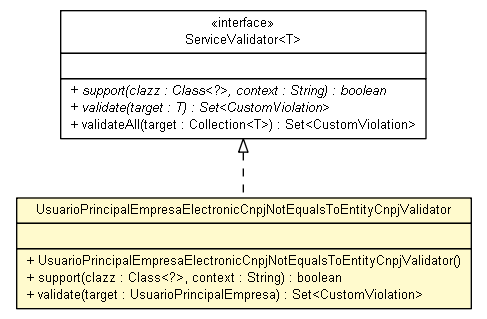 «interface»
ServiceValidator<T>
+ support(clazz : Class<?>, context : String) : boolean
+ validate(target : T) : Set<CustomViolation>
+ validateAll(target : Collection<T>) : Set<CustomViolation>
UsuarioPrincipalEmpresaElectronicCnpjNotEqualsToEntityCnpjValidator
+ UsuarioPrincipalEmpresaElectronicCnpjNotEqualsToEntityCnpjValidator()
+ support(clazz : Class<?>, context : String) : boolean
+ validate(target : UsuarioPrincipalEmpresa) : Set<CustomViolation>